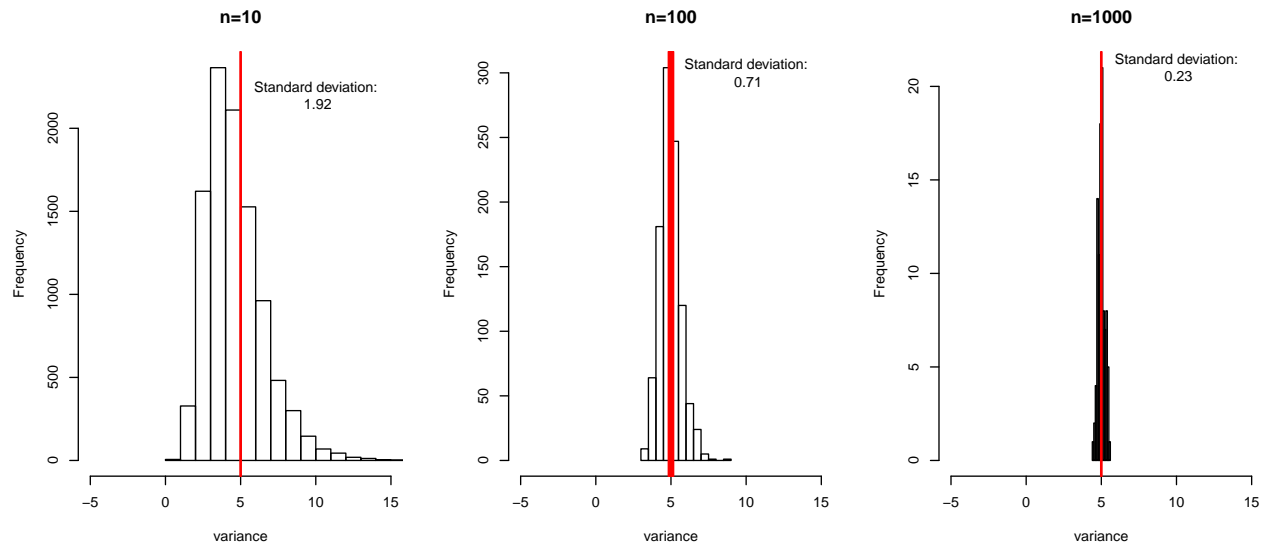 n=10
Standard deviation:
1.92
Frequency
0
500
1000
1500
2000
−5
0
5
10
15
variance
n=100
Standard deviation:
0.71
Frequency
0
50
100
150
200
250
300
−5
0
5
10
15
variance
n=1000
Standard deviation:
0.23
Frequency
0
5
10
15
20
−5
0
5
10
15
variance